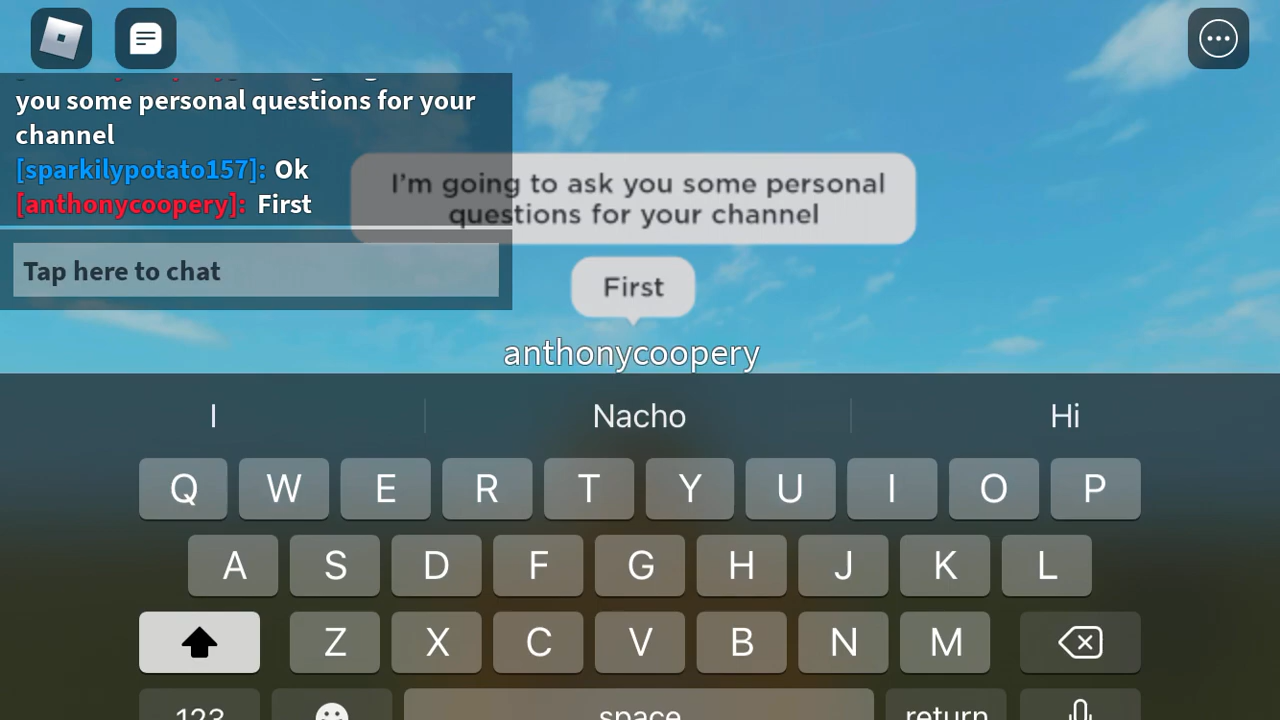 you some personal questions for your
channel
[sparkilypotato157]: Ok
[anthonycoopery]: First
Tap here to chat
I'm going to ask you some personal
questions for your channel
First
anthonycoopery
I Nacho Hi
Q W E R T Y U I O P
A S D F G H J K L
Z X C V B N M
123 space return